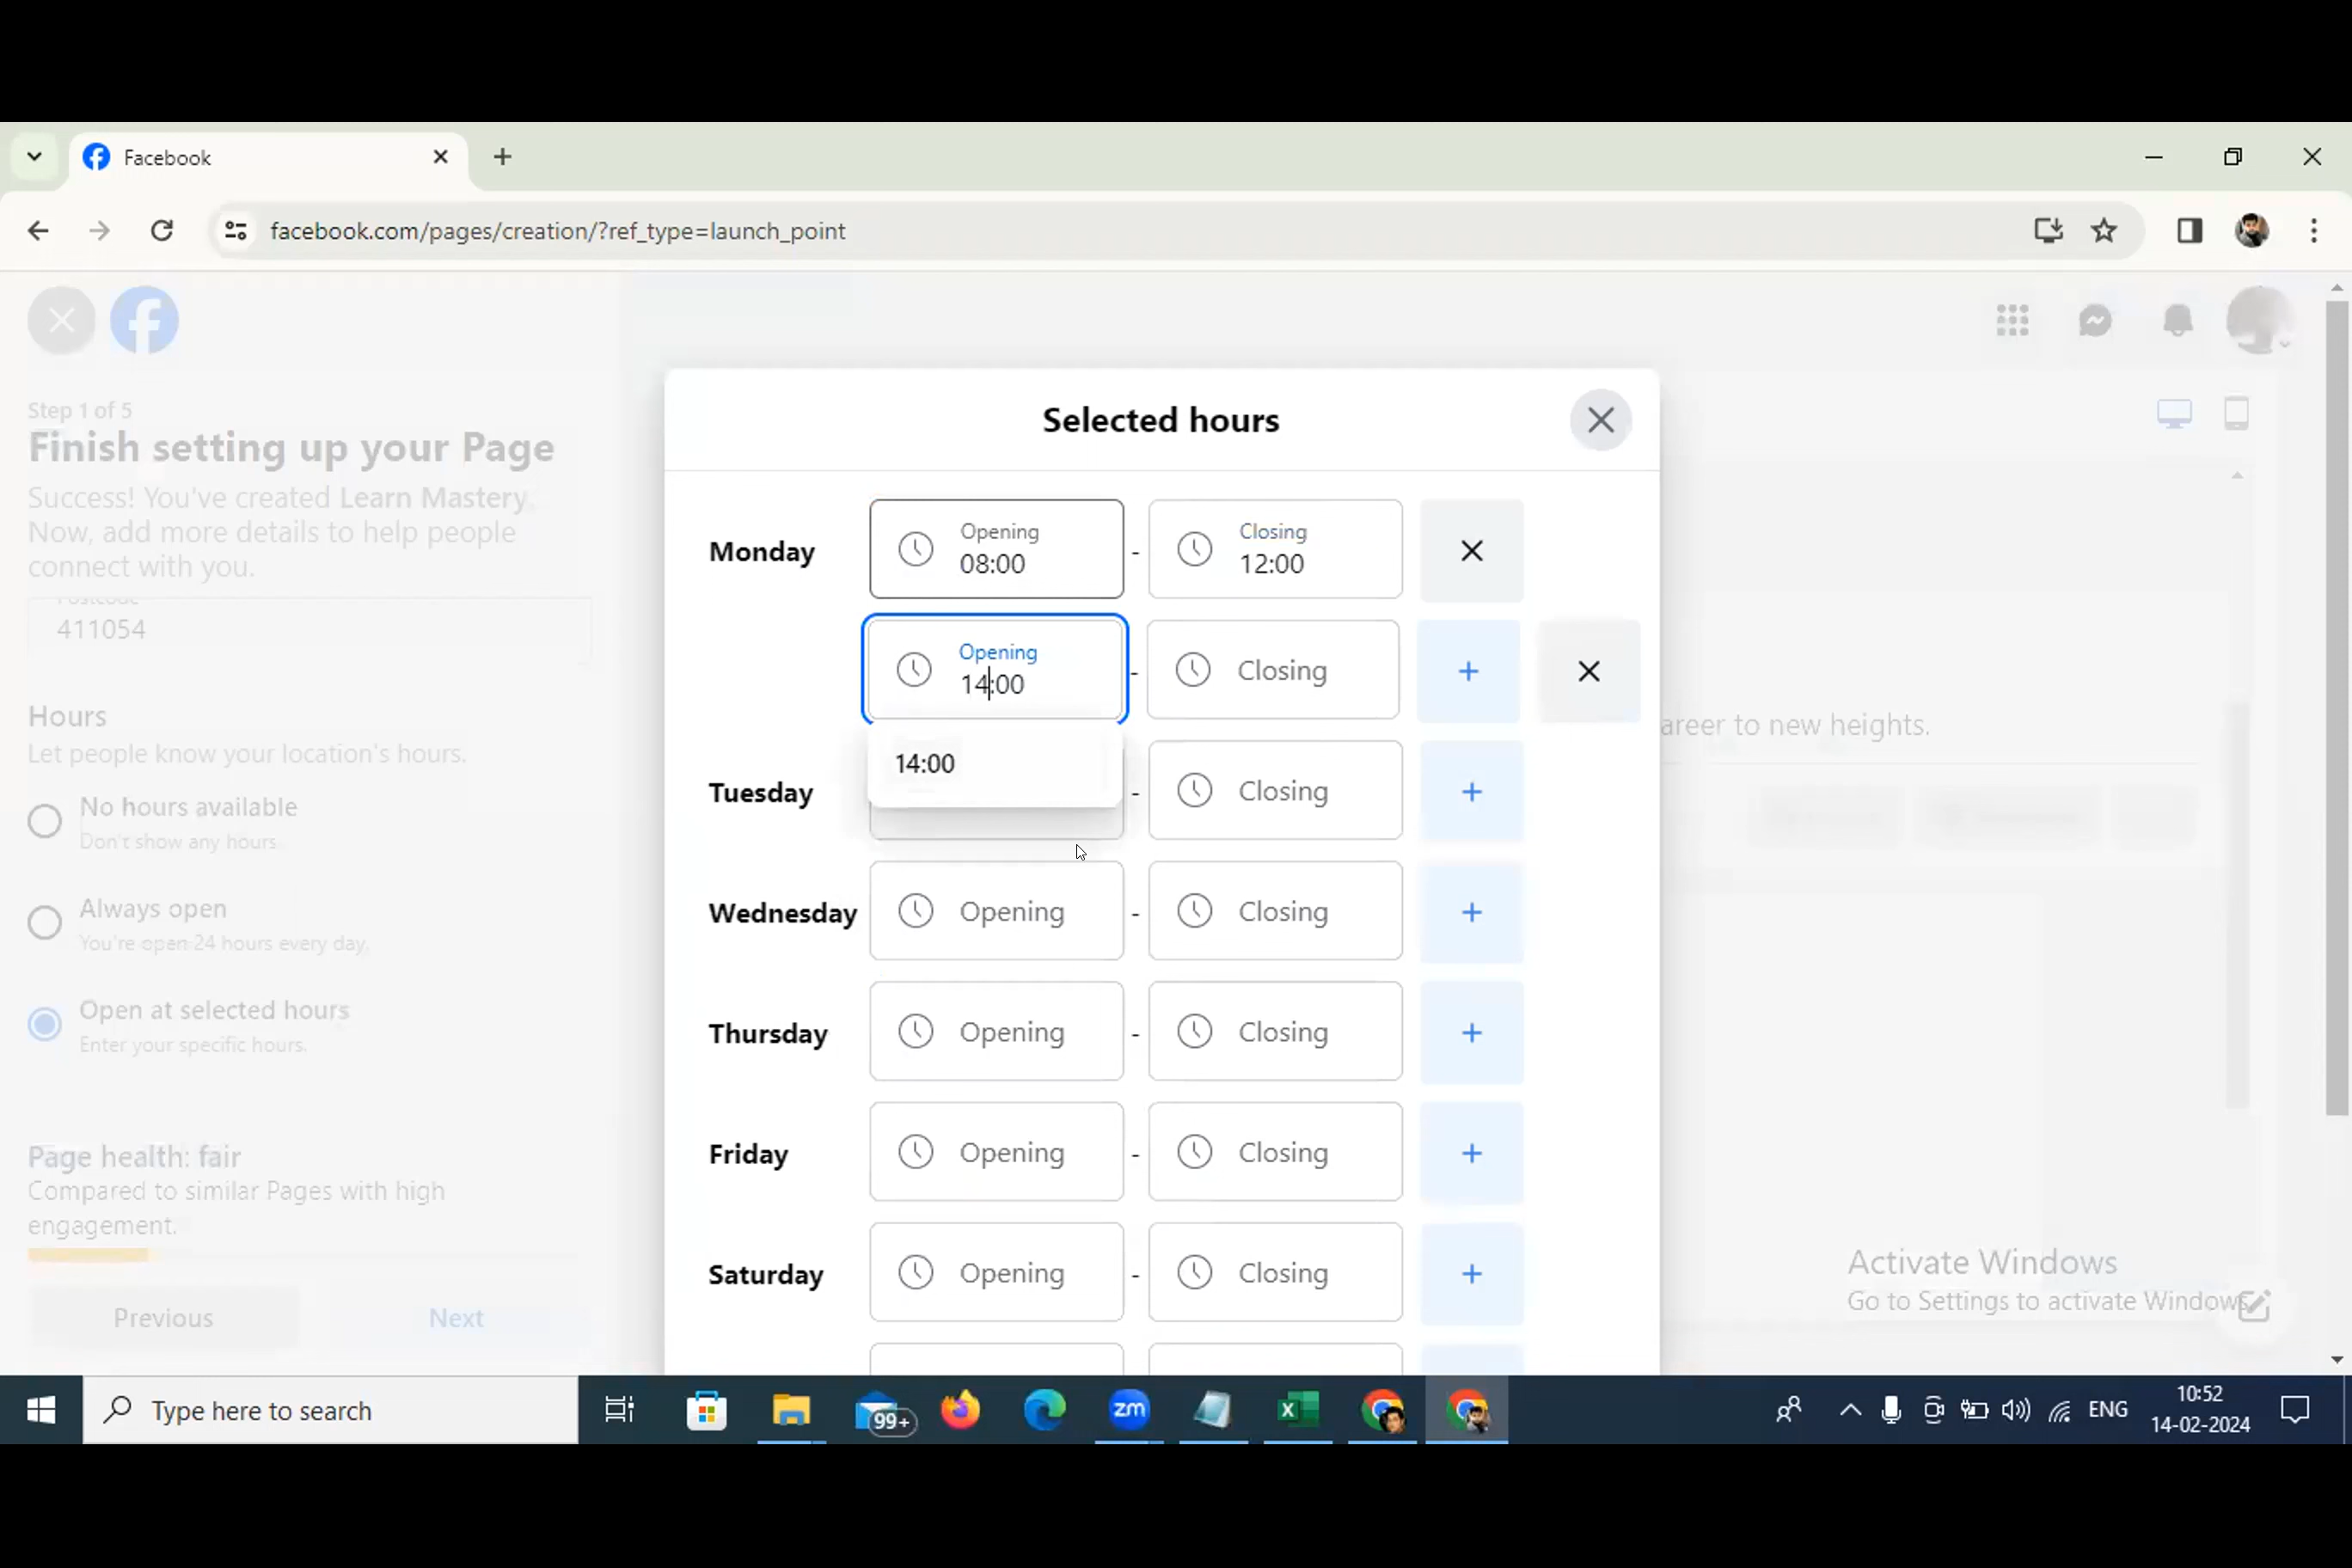 Facebook
facebook.com/pages/creation/?ref_type=launch_point
Step 1 of 5
Finish setting up your Page
Success! You've created Learn Mastery.
Now, add more details to help people
connect with you.
Postcode
411054
Hours
Let people know your location's hours.
No hours available
Don't show any hours.
Always open
You're open 24 hours every day.
Open at selected hours
Enter your specific hours.
Page health: fair
Compared to similar Pages with high
engagement.
Previous
Next
Selected hours
Monday
Opening
08:00
-
Closing
12:00
Opening
14:00
-
Closing
+
14:00
Tuesday
-
Closing
+
Wednesday
Opening
-
Closing
+
Thursday
Opening
-
Closing
+
Friday
Opening
-
Closing
+
Saturday
Opening
-
Closing
+
areer to new heights.
Activate Windows
Go to Settings to activate Windows.
Type here to search
99+
zm
ENG
10:52
14-02-2024